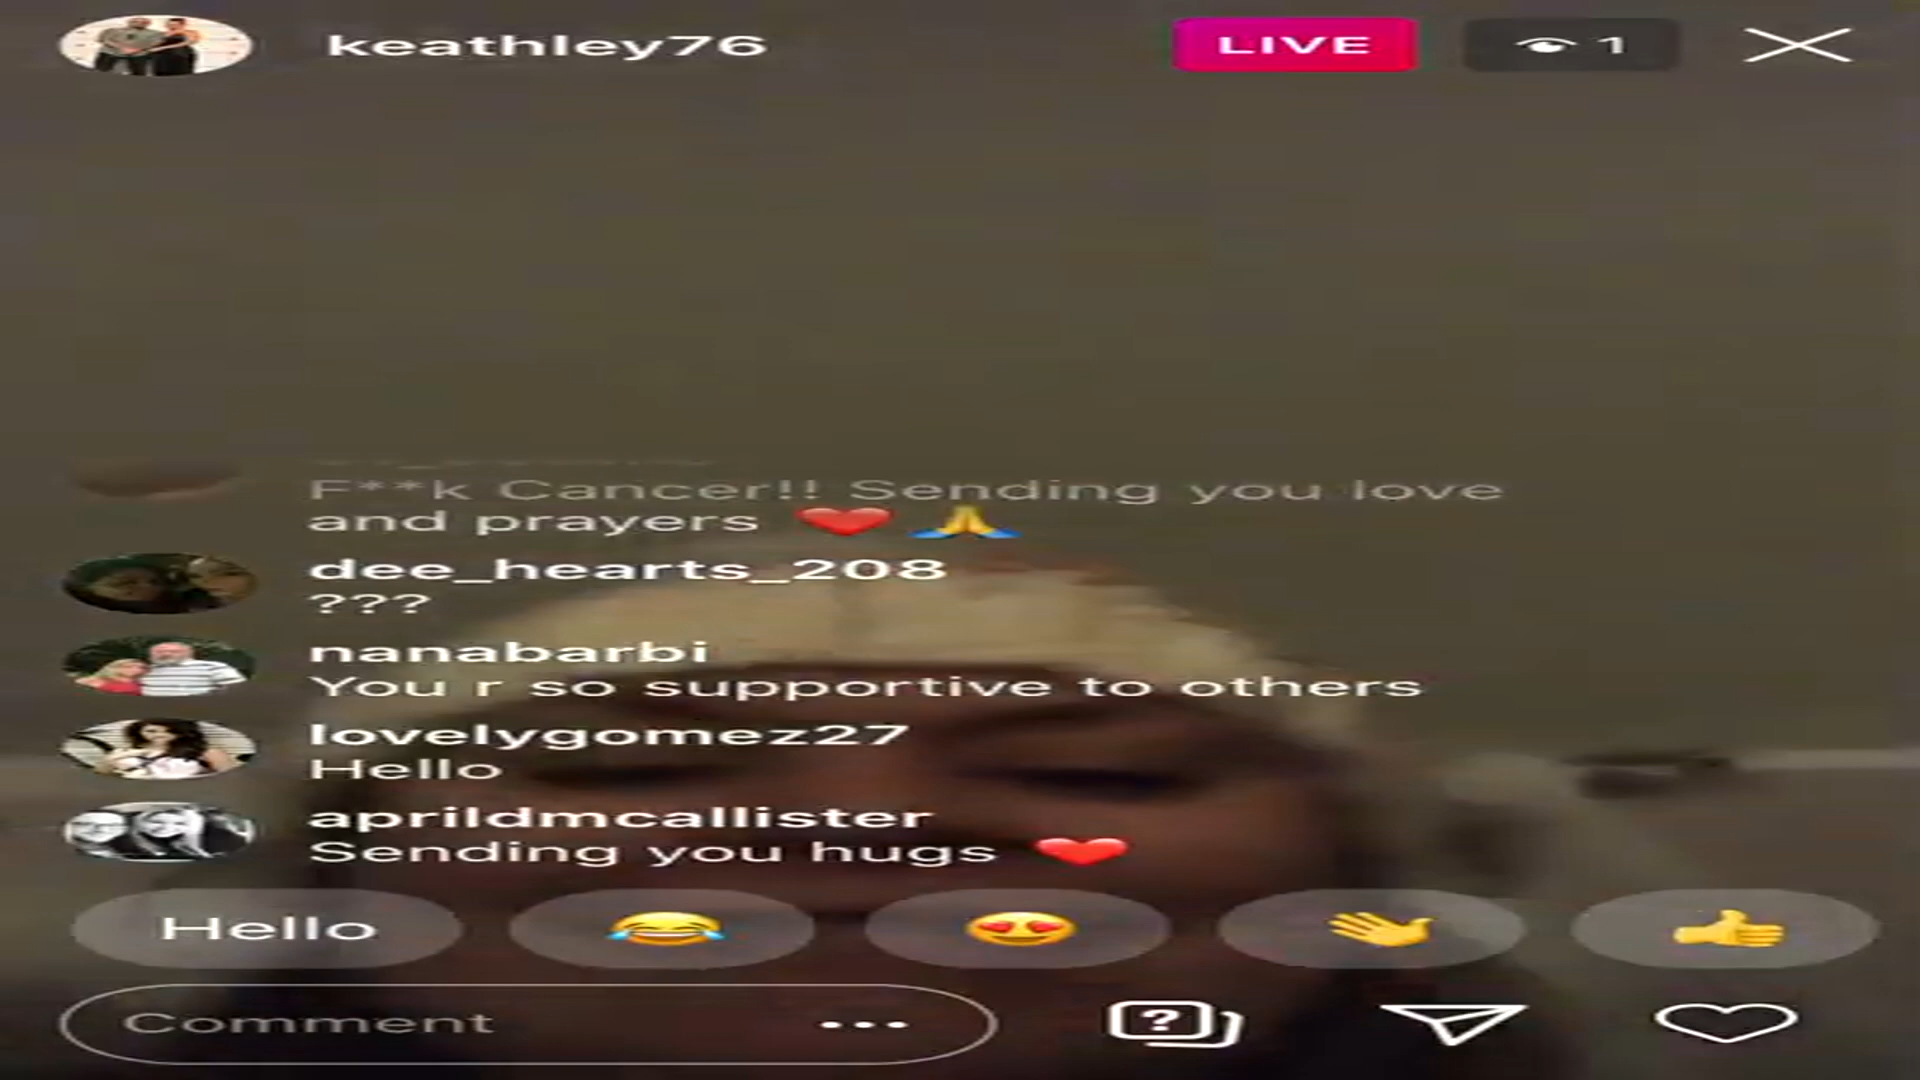 keathley76
LIVE
1
F**k Cancer!! Sending you love
and prayers ❤️ 🙏
dee_hearts_208
???
nanabarbi
You r so supportive to others
lovelygomez27
Hello
aprildmcallister
Sending you hugs ❤️
Hello
Comment